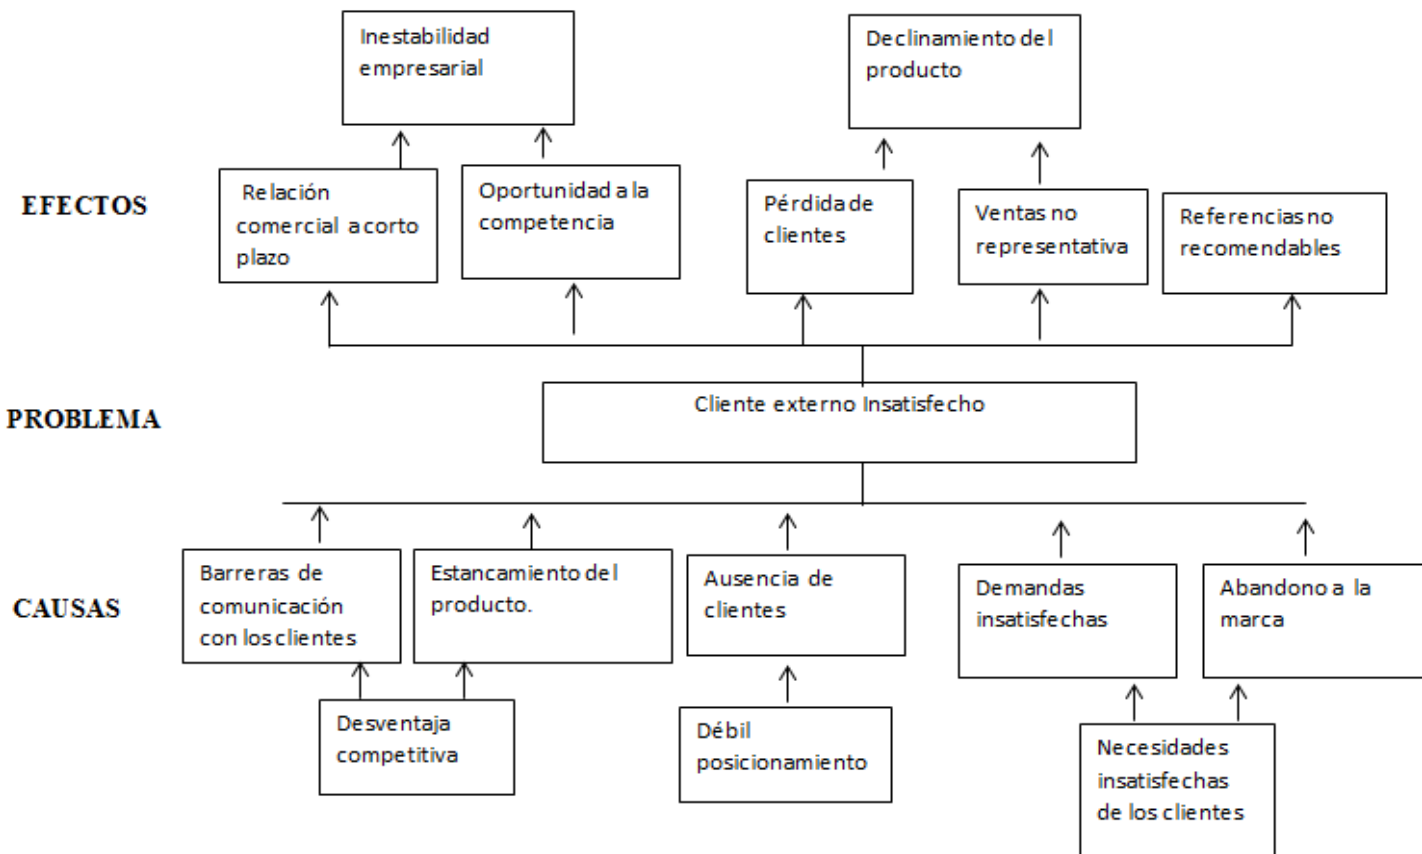 Inestabilidad
empresarial
Declinamiento del
producto
EFECTOS
Relación
comercial a corto
plazo
Oportunidad a la
competencia
Pérdida de
clientes
Ventas no
representativa
Referencias no
recomendables
PROBLEMA
Cliente externo Insatisfecho
CAUSAS
Barreras de
comunicación
con los clientes
Estancamiento del
producto.
Ausencia de
clientes
Demandas
insatisfechas
Abandono a la
marca
Desventaja
competitiva
Débil
posicionamiento
Necesidades
insatisfechas
de los clientes